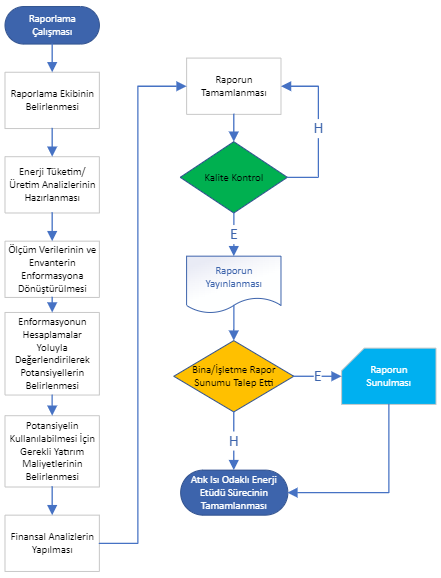 Raporlama
Çalışması
Raporlama Ekibinin
Belirlenmesi
Enerji Tüketim/
Üretim Analizlerinin
Hazırlanması
Ölçüm Verilerinin ve
Envanterin
Enformasyona
Dönüştürülmesi
Enformasyonun
Hesaplamalar
Yoluyla
Değerlendirilerek
Potansiyellerin
Belirlenmesi
Potansiyelin
Kullanılabilmesi İçin
Gerekli Yatırım
Maliyetlerinin
Belirlenmesi
Finansal Analizlerin
Yapılması
Raporun
Tamamlanması
H
Kalite Kontrol
E
Raporun
Yayınlanması
Bina/İşletme Rapor
Sunumu Talep Etti
E
Raporun
Sunulması
H
Atık Isı Odaklı Enerji
Etüdü Sürecinin
Tamamlanması